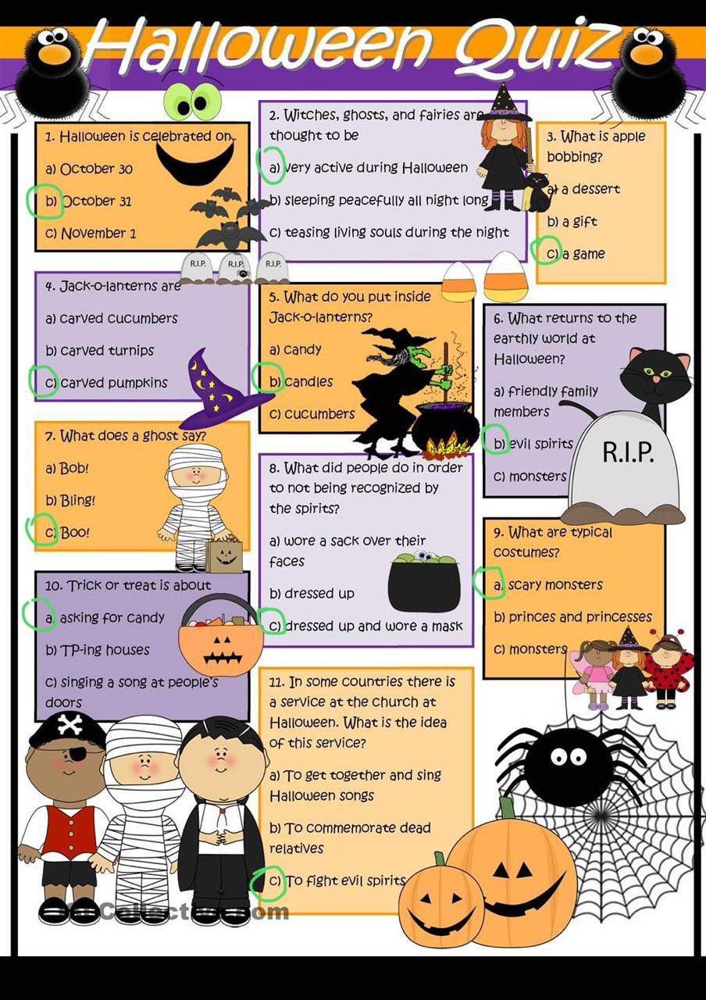 Halloween Quiz
1. Halloween is celebrated on
a) October 30
b) October 31
c) November 1
2. Witches, ghosts, and fairies are
thought to be
a) very active during Halloween
b) sleeping peacefully all night long
c) teasing living souls during the night
3. What is apple
bobbing?
a) a dessert
b) a gift
c) a game
R.I.P. R.I.P. R.I.P.
4. Jack-o-lanterns are
a) carved cucumbers
b) carved turnips
c) carved pumpkins
5. What do you put inside
Jack-o-lanterns?
a) candy
b) candles
c) cucumbers
6. What returns to the
earthly world at
Halloween?
a) friendly family
members
b) evil spirits
c) monsters
R.I.P.
7. What does a ghost say?
a) Bob!
b) Bling!
c) Boo!
8. What did people do in order
to not being recognized by
the spirits?
a) wore a sack over their
faces
b) dressed up
c) dressed up and wore a mask
9. What are typical
costumes?
a) scary monsters
b) princes and princesses
c) monsters
10. Trick or treat is about
a) asking for candy
b) TP-ing houses
c) singing a song at people's
doors
11. In some countries there is
a service at the church at
Halloween. What is the idea
of this service?
a) To get together and sing
Halloween songs
b) To commemorate dead
relatives
c) To fight evil spirits